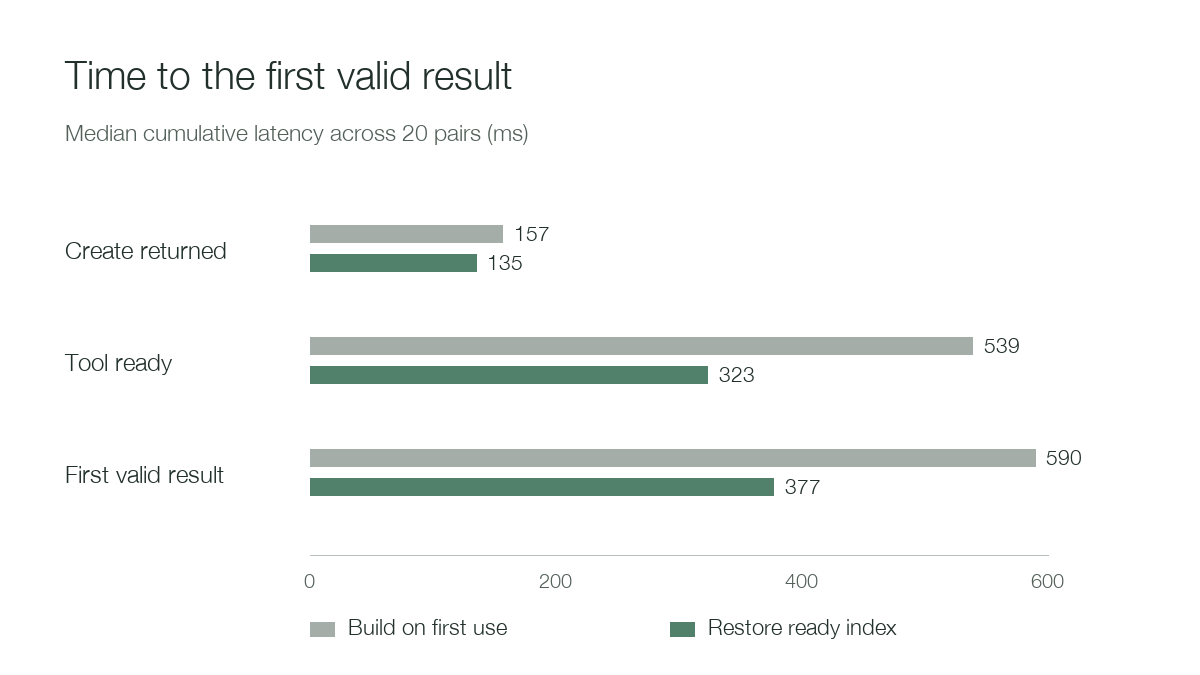 Time to the first valid result
Median cumulative latency across 20 pairs (ms)
Create returned
157
135
Tool ready
539
323
First valid result
590
377
0 200 400 600
Build on first use
Restore ready index